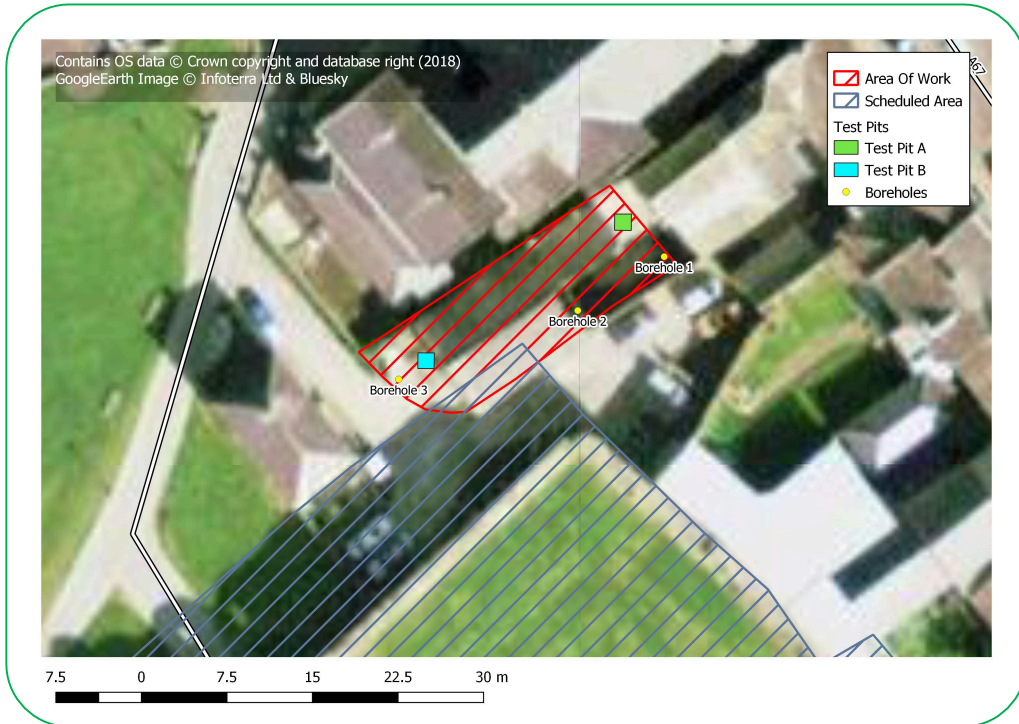 Contains OS data © Crown copyright and database right (2018)
GoogleEarth Image © Infoterra Ltd & Bluesky
A67
Area Of Work
Scheduled Area
Test Pits
Test Pit A
Test Pit B
Boreholes
Borehole 1
Borehole 2
Borehole 3
7.5 0 7.5 15 22.5 30 m